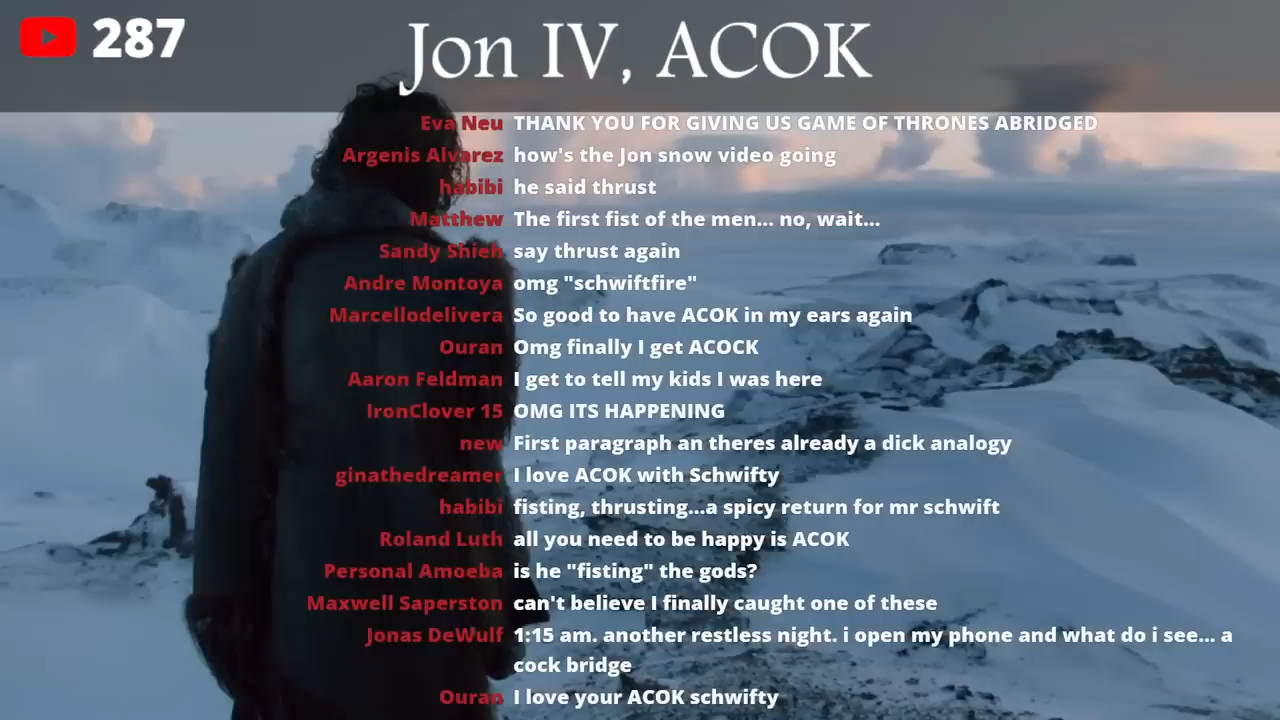 287
Jon IV, ACOK
Eva Neu THANK YOU FOR GIVING US GAME OF THRONES ABRIDGED
Argenis Alvarez how's the Jon snow video going
habibi he said thrust
Matthew The first fist of the men... no, wait...
Sandy Shieh say thrust again
Andre Montoya omg "schwiftfire"
Marcellodelivera So good to have ACOK in my ears again
Ouran Omg finally I get ACOCK
Aaron Feldman I get to tell my kids I was here
IronClover 15 OMG ITS HAPPENING
new First paragraph an theres already a dick analogy
ginathedreamer I love ACOK with Schwifty
habibi fisting, thrusting...a spicy return for mr schwift
Roland Luth all you need to be happy is ACOK
Personal Amoeba is he "fisting" the gods?
Maxwell Saperston can't believe I finally caught one of these
Jonas DeWulf 1:15 am. another restless night. i open my phone and what do i see... a
cock bridge
Ouran I love your ACOK schwifty